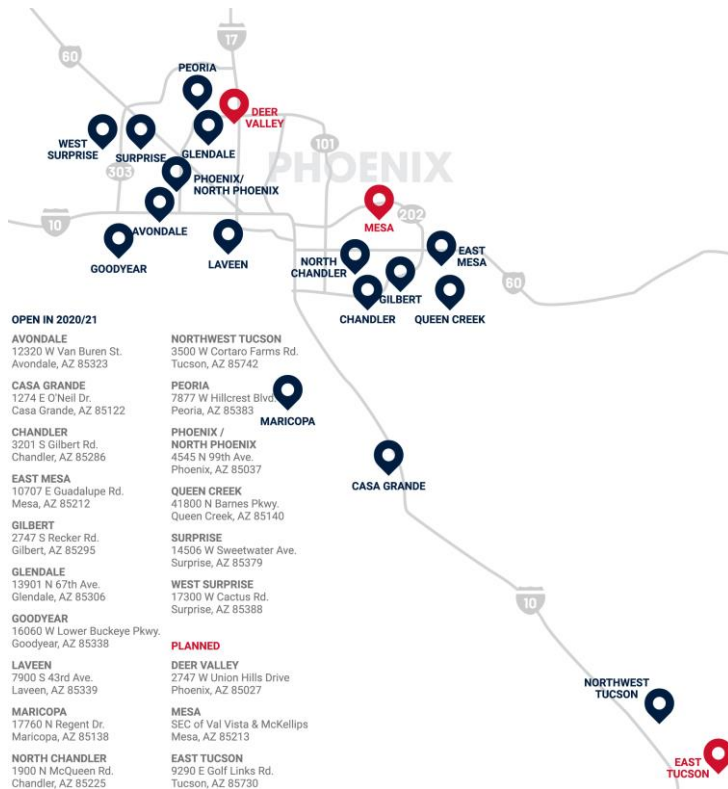 17
60
PEORIA
DEER
VALLEY
WEST
SURPRISE
SURPRISE
GLENDALE
PHOENIX
101
303
PHOENIX/
NORTH PHOENIX
MESA
202
10
AVONDALE
GOODYEAR
LAVEEN
NORTH
CHANDLER
EAST
MESA
GILBERT
60
CHANDLER
QUEEN CREEK
OPEN IN 2020/21
AVONDALE
12320 W Van Buren St.
Avondale, AZ 85323
CASA GRANDE
1274 E O'Neil Dr.
Casa Grande, AZ 85122
CHANDLER
3201 S Gilbert Rd.
Chandler, AZ 85286
EAST MESA
10707 E Guadalupe Rd.
Mesa, AZ 85212
GILBERT
2747 S Recker Rd.
Gilbert, AZ 85295
GLENDALE
13901 N 67th Ave.
Glendale, AZ 85306
GOODYEAR
16060 W Lower Buckeye Pkwy.
Goodyear, AZ 85338
LAVEEN
7900 S 43rd Ave.
Laveen, AZ 85339
MARICOPA
17760 N Regent Dr.
Maricopa, AZ 85138
NORTH CHANDLER
1900 N McQueen Rd.
Chandler, AZ 85225
NORTHWEST TUCSON
3500 W Cortaro Farms Rd.
Tucson, AZ 85742
PEORIA
7877 W Hillcrest Blvd.
Peoria, AZ 85383
PHOENIX /
NORTH PHOENIX
4545 N 99th Ave.
Phoenix, AZ 85037
QUEEN CREEK
41800 N Barnes Pkwy.
Queen Creek, AZ 85140
SURPRISE
14506 W Sweetwater Ave.
Surprise, AZ 85379
WEST SURPRISE
17300 W Cactus Rd.
Surprise, AZ 85388
PLANNED
DEER VALLEY
2747 W Union Hills Drive
Phoenix, AZ 85027
MESA
SEC of Val Vista & McKellips
Mesa, AZ 85213
EAST TUCSON
9290 E Golf Links Rd.
Tucson, AZ 85730
MARICOPA
CASA GRANDE
10
NORTHWEST
TUCSON
EAST
TUCSON